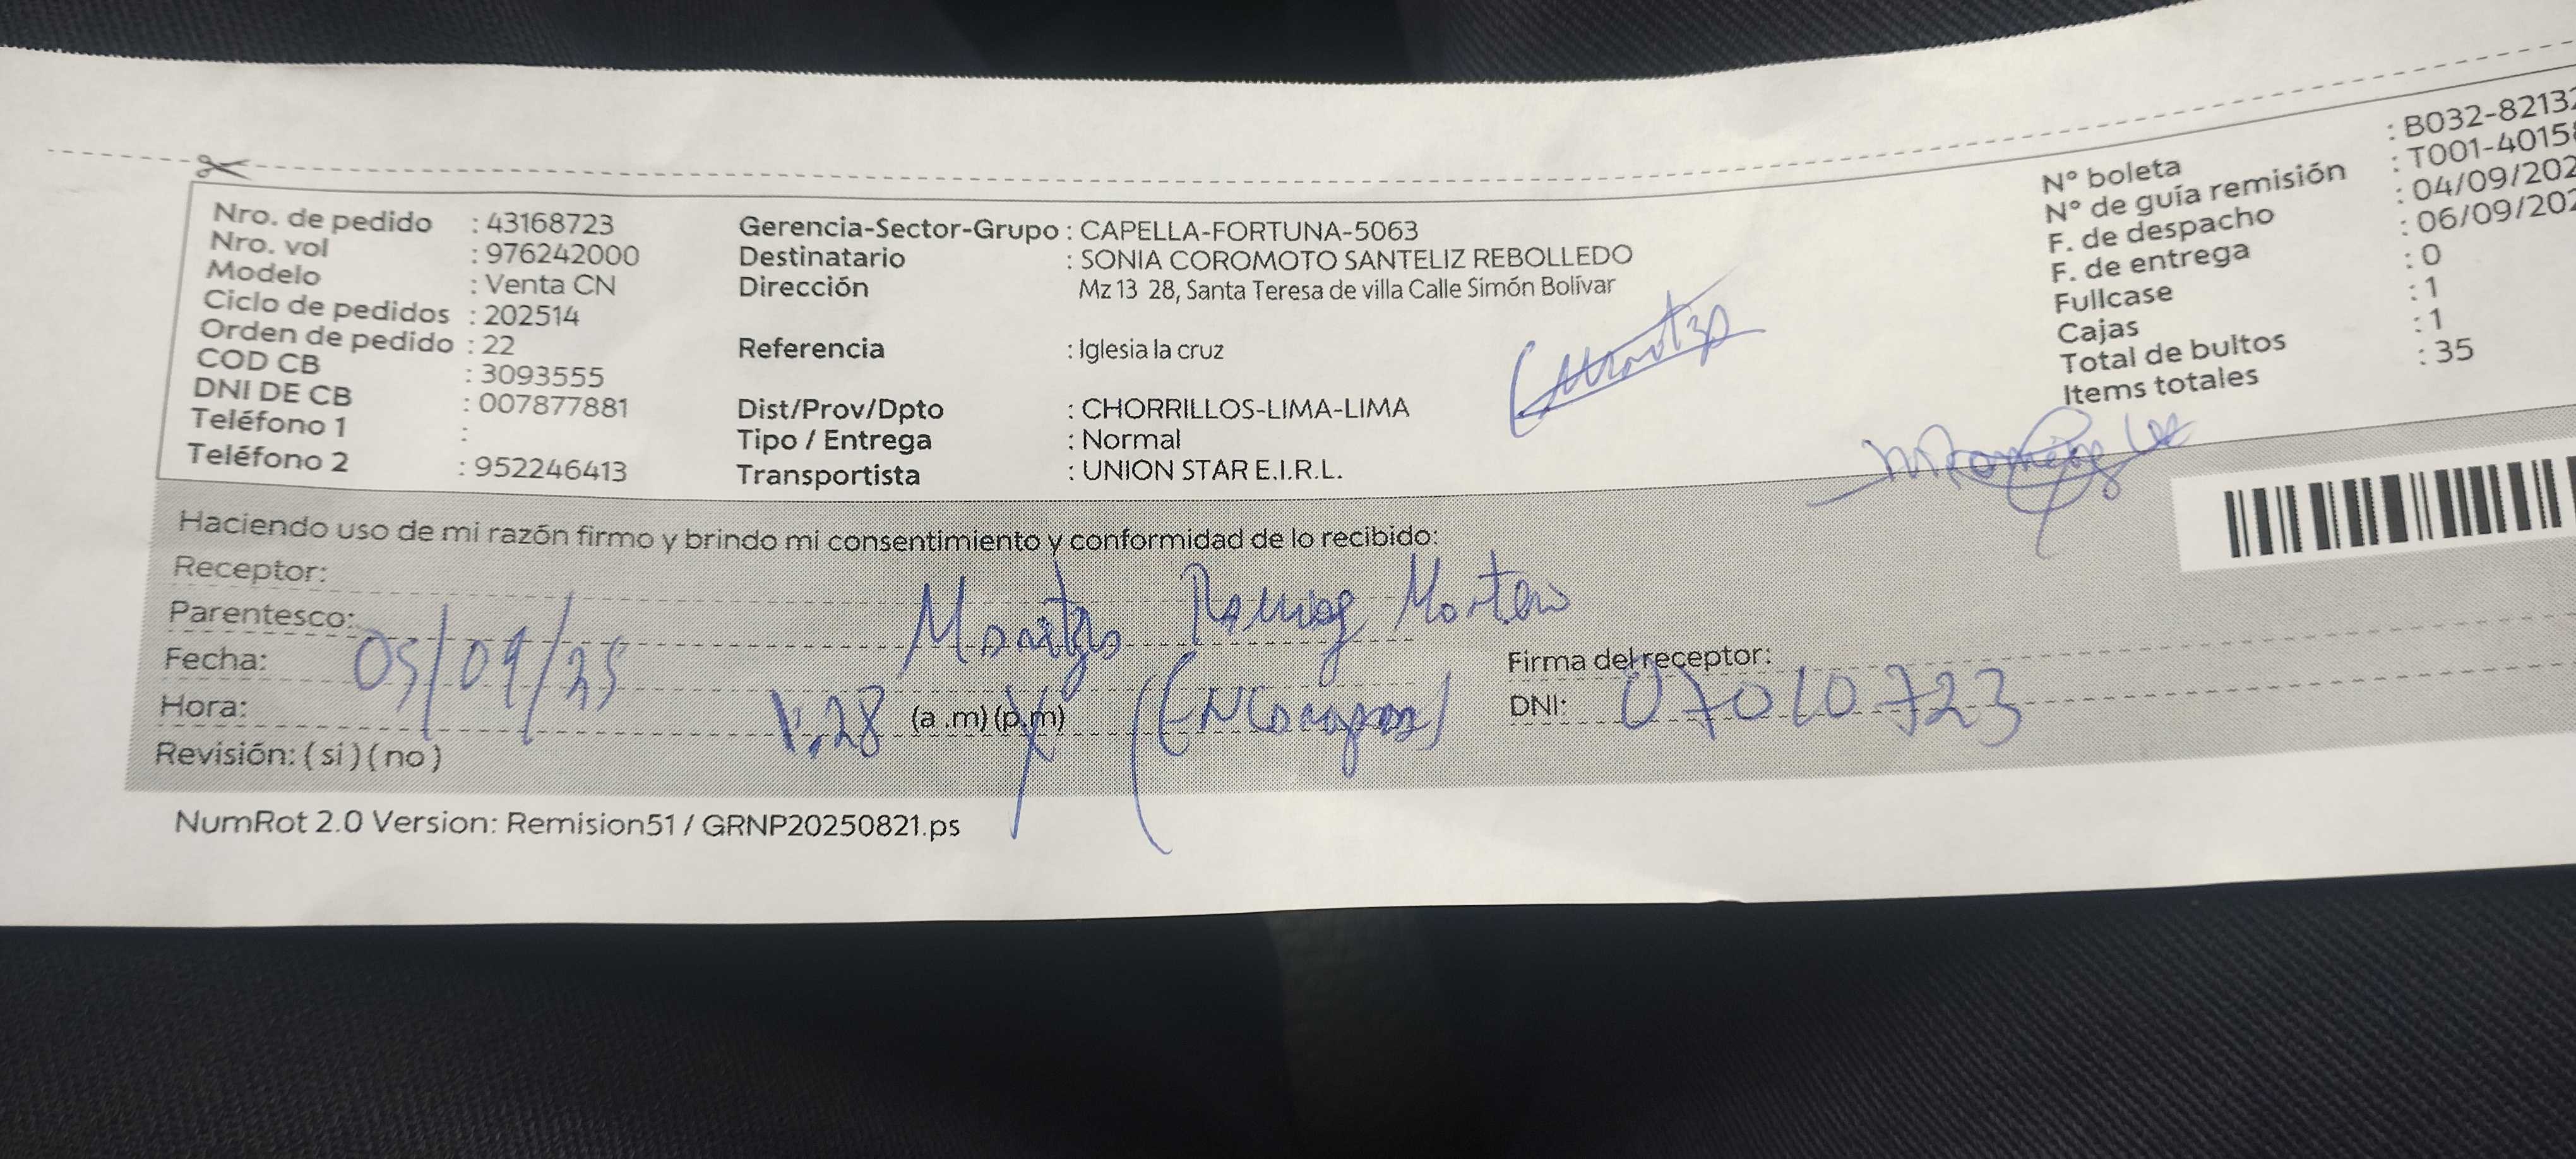 Nro. de pedido : 43168723
Nro. vol : 976242000
Modelo : Venta CN
Ciclo de pedidos : 202514
Orden de pedido : 22
COD CB : 3093555
DNI DE CB : 007877881
Teléfono 1 :
Teléfono 2 : 952246413
Gerencia-Sector-Grupo : CAPELLA-FORTUNA-5063
Destinatario : SONIA COROMOTO SANTELIZ REBOLLEDO
Dirección Mz 13 28, Santa Teresa de villa Calle Simón Bolívar
Referencia : Iglesia la cruz
Dist/Prov/Dpto : CHORRILLOS-LIMA-LIMA
Tipo / Entrega : Normal
Transportista : UNION STAR E.I.R.L.
N° boleta : B032-82132
N° de guía remisión : T001-4015
F. de despacho : 04/09/202
F. de entrega : 06/09/202
Fullcase : 0
Cajas : 1
Total de bultos : 1
Items totales : 35
Haciendo uso de mi razón firmo y brindo mi consentimiento y conformidad de lo recibido:
Receptor:
Parentesco:
Fecha: 05/09/25 Firma del receptor:
Hora: 1:28 (a .m) (p.m) DNI: 07010723
Revisión: ( si ) ( no )
NumRot 2.0 Version: Remision51 / GRNP20250821.ps